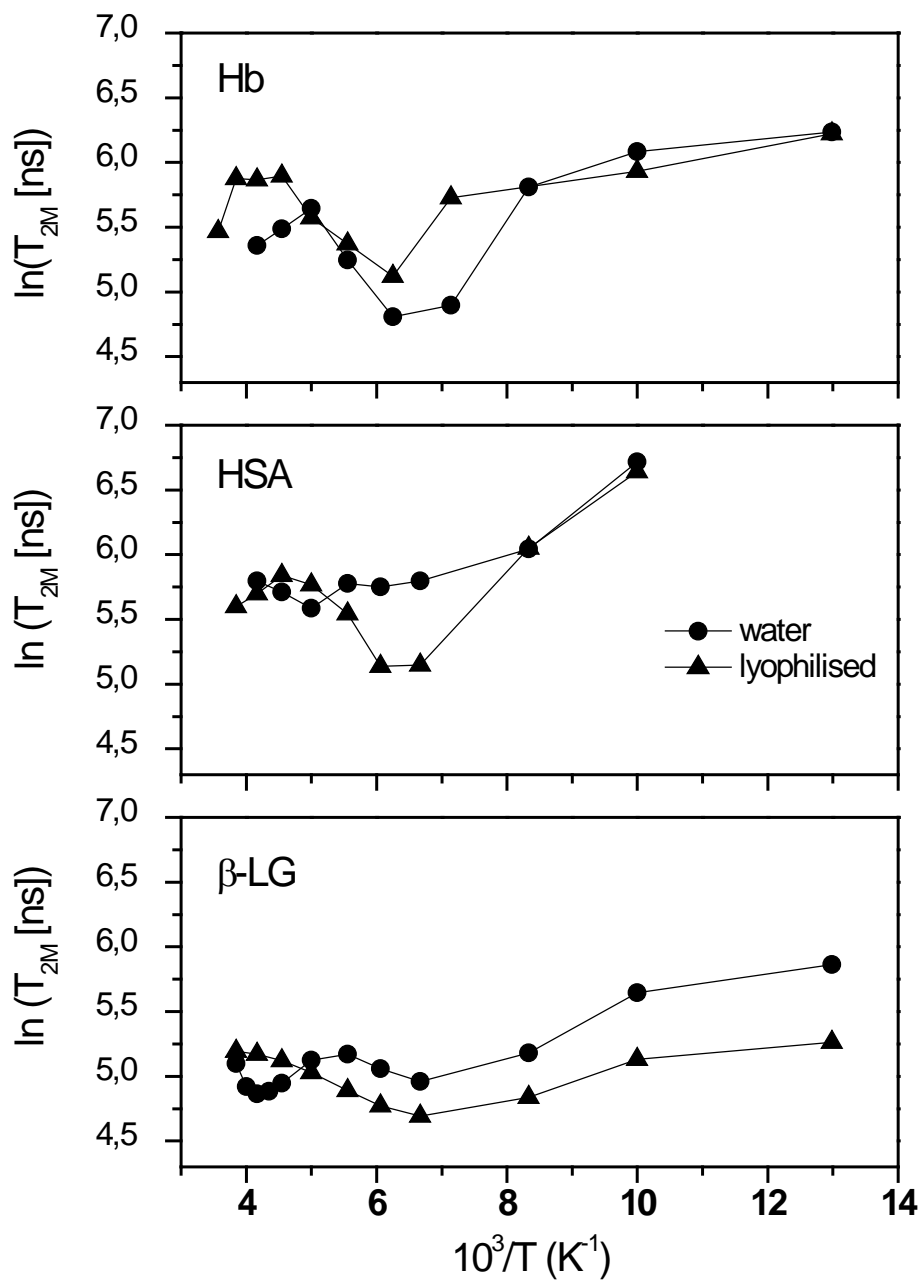 7,0
Hb
6,5
6,0
5,5
5,0
4,5
ln(T₂M [ns])
7,0
HSA
6,5
6,0
5,5
5,0
4,5
ln (T₂M [ns])
water
lyophilised
7,0
β-LG
6,5
6,0
5,5
5,0
4,5
ln (T₂M [ns])
4 6 8 10 12 14
10³/T (K⁻¹)